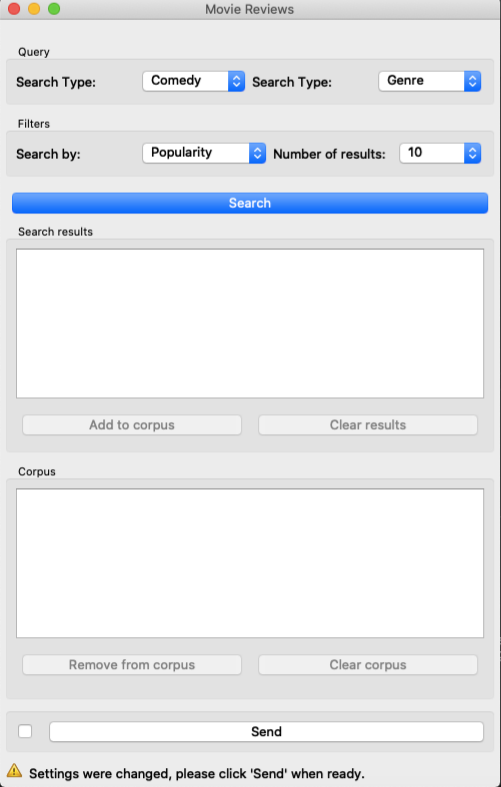 Movie Reviews
Query
Search Type: Comedy Search Type: Genre
Filters
Search by: Popularity Number of results: 10
Search
Search results
Add to corpus Clear results
Corpus
Remove from corpus Clear corpus
Send
Settings were changed, please click 'Send' when ready.